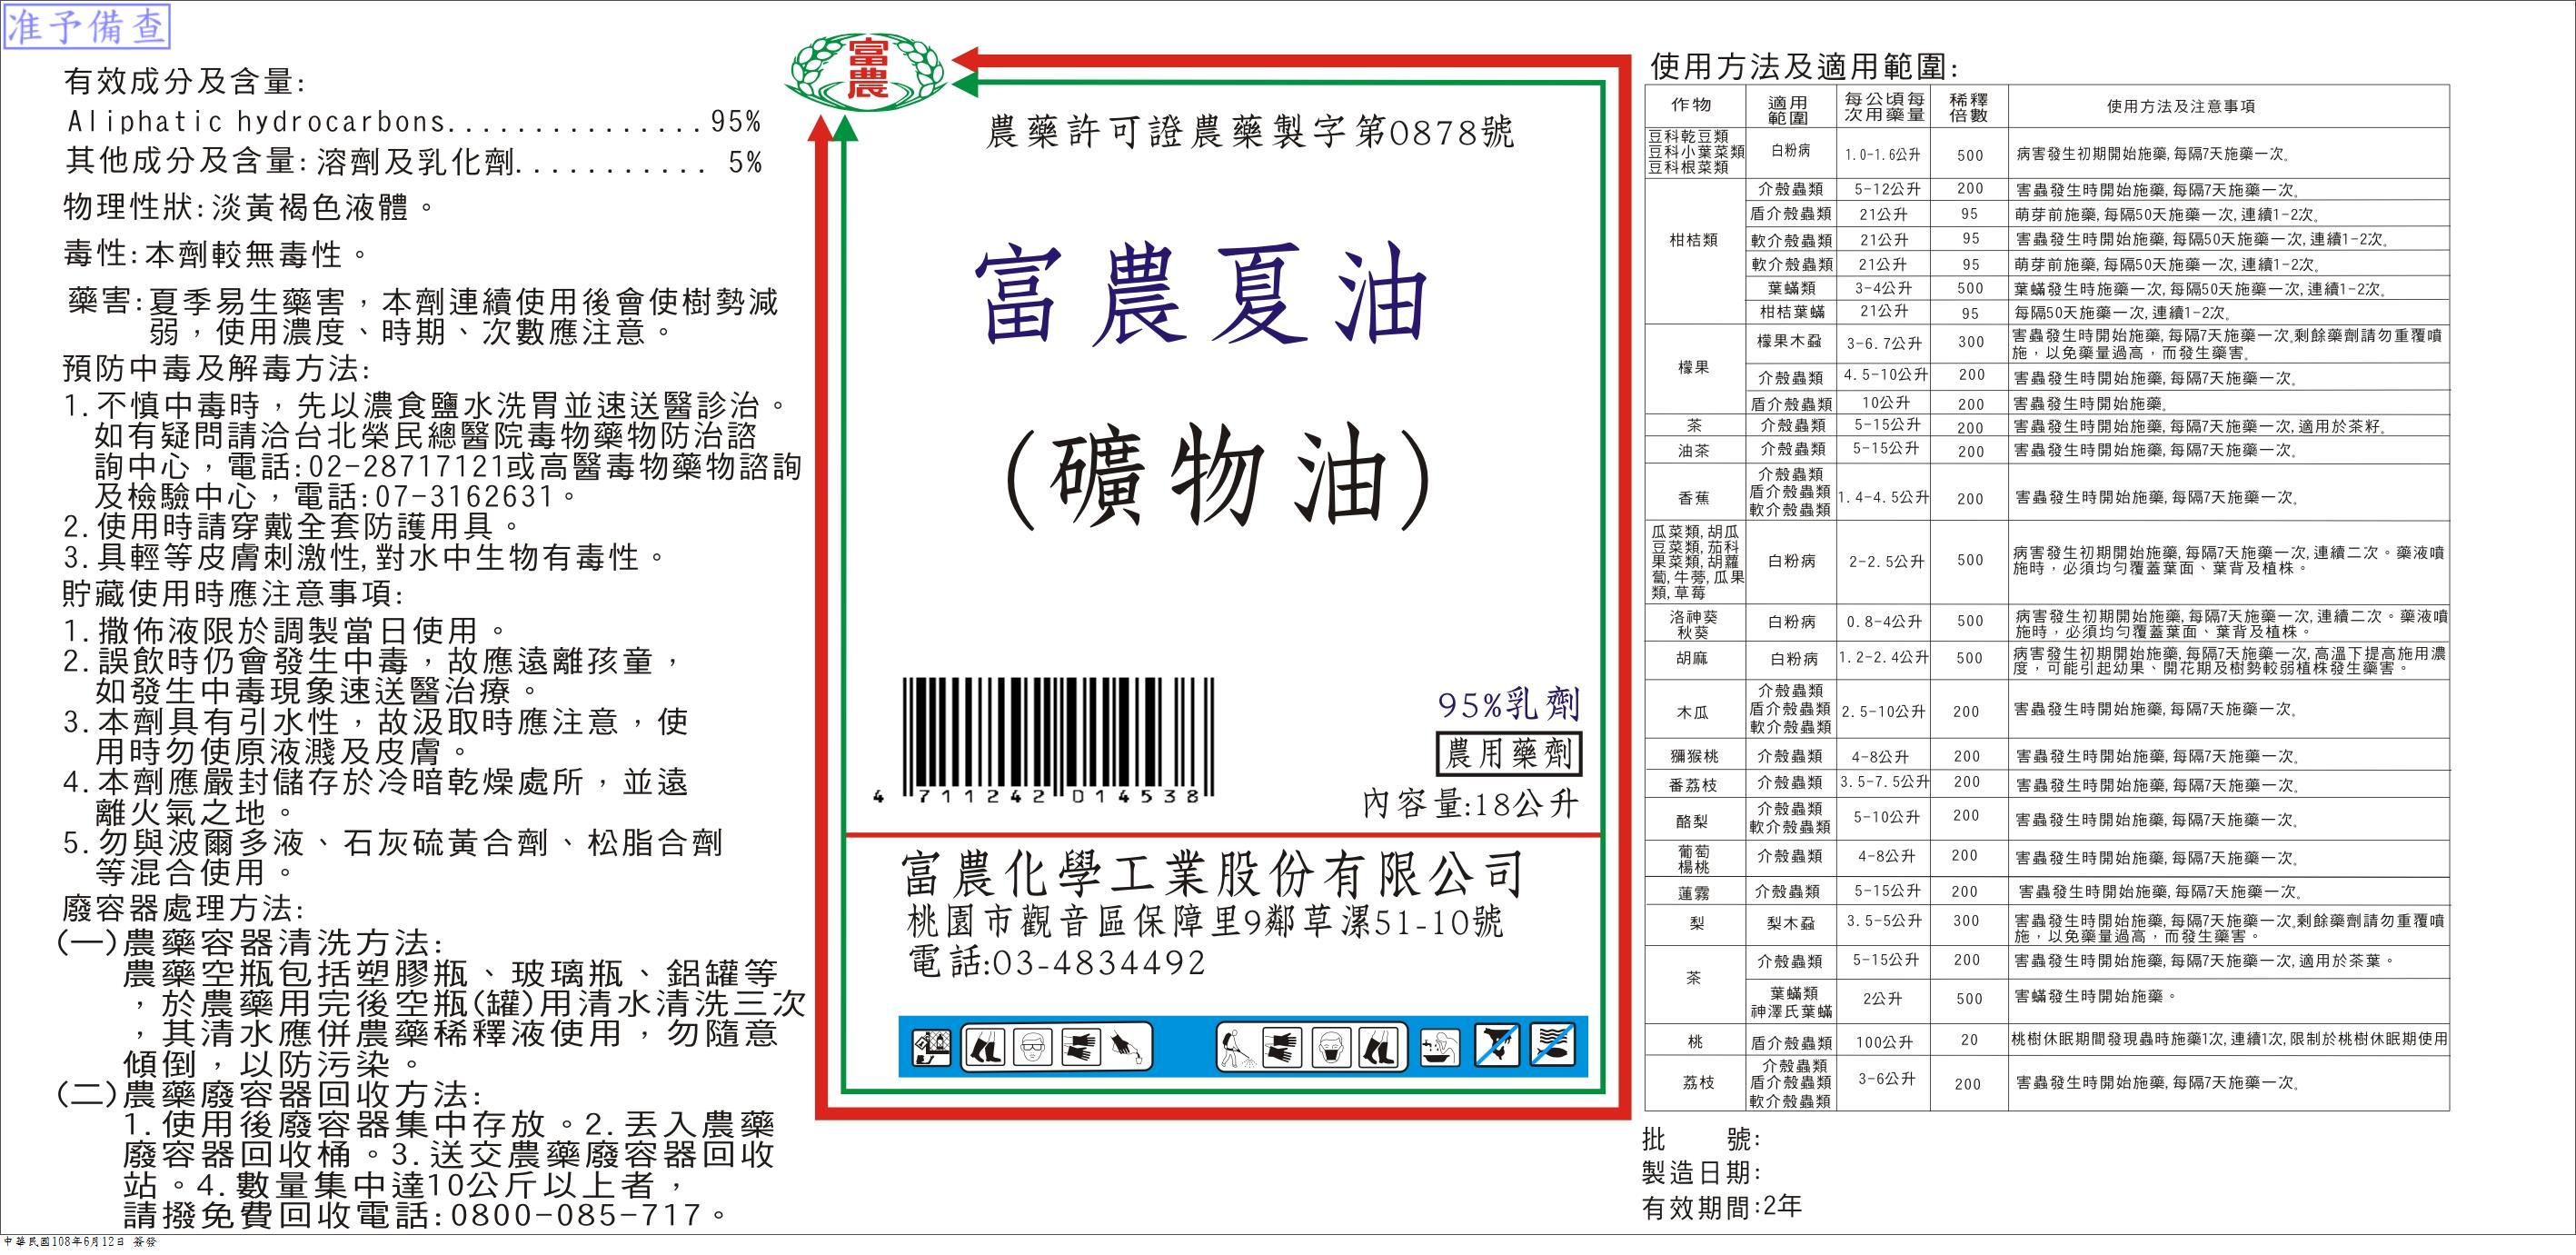 准予備查
有效成分及含量:
Aliphatic hydrocarbons...............95%
其他成分及含量:溶劑及乳化劑........... 5%
物理性狀:淡黃褐色液體。
毒性:本劑較無毒性。
藥害:夏季易生藥害，本劑連續使用後會使樹勢減
弱，使用濃度、時期、次數應注意。
預防中毒及解毒方法:
1.不慎中毒時，先以濃食鹽水洗胃並速送醫診治。
如有疑問請洽台北榮民總醫院毒物藥物防治諮
詢中心，電話:02-28717121或高醫毒物藥物諮詢
及檢驗中心，電話:07-3162631。
2.使用時請穿戴全套防護用具。
3.具輕等皮膚刺激性,對水中生物有毒性。
貯藏使用時應注意事項:
1.撒佈液限於調製當日使用。
2.誤飲時仍會發生中毒，故應遠離孩童，
如發生中毒現象速送醫治療。
3.本劑具有引水性，故汲取時應注意，使
用時勿使原液濺及皮膚。
4.本劑應嚴封儲存於冷暗乾燥處所，並遠
離火氣之地。
5.勿與波爾多液、石灰硫黃合劑、松脂合劑
等混合使用。
廢容器處理方法:
(一)農藥容器清洗方法:
農藥空瓶包括塑膠瓶、玻璃瓶、鋁罐等
，於農藥用完後空瓶(罐)用清水清洗三次
，其清水應併農藥稀釋液使用，勿隨意
傾倒，以防污染。
(二)農藥廢容器回收方法:
1.使用後廢容器集中存放。2.丟入農藥
廢容器回收桶。3.送交農藥廢容器回收
站。4.數量集中達10公斤以上者，
請撥免費回收電話:0800-085-717。
中華民國108年6月12日 簽發
富農
農藥許可證農藥製字第0878號
富農夏油
(礦物油)
4 711242 014538
95%乳劑
農用藥劑
內容量:18公升
富農化學工業股份有限公司
桃園市觀音區保障里9鄰草漯51-10號
電話:03-4834492
使用方法及適用範圍:
作物 適用範圍 每公頃每次用藥量 稀釋倍數 使用方法及注意事項
豆科乾豆類
豆科小葉菜類 白粉病 1.0-1.6公升 500 病害發生初期開始施藥,每隔7天施藥一次。
豆科根菜類
柑桔類
介殼蟲類 5-12公升 200 害蟲發生時開始施藥,每隔7天施藥一次。
盾介殼蟲類 21公升 95 萌芽前施藥,每隔50天施藥一次,連續1-2次。
軟介殼蟲類 21公升 95 害蟲發生時開始施藥,每隔50天施藥一次,連續1-2次。
軟介殼蟲類 21公升 95 萌芽前施藥,每隔50天施藥一次,連續1-2次。
葉蟎類 3-4公升 500 葉蟎發生時施藥一次,每隔50天施藥一次,連續1-2次。
柑桔葉蟎 21公升 95 每隔50天施藥一次,連續1-2次。
檬果
檬果木蝨 3-6.7公升 300 害蟲發生時開始施藥,每隔7天施藥一次。剩餘藥劑請勿重覆噴
施，以免藥量過高，而發生藥害。
介殼蟲類 4.5-10公升 200 害蟲發生時開始施藥,每隔7天施藥一次。
盾介殼蟲類 10公升 200 害蟲發生時開始施藥。
茶 介殼蟲類 5-15公升 200 害蟲發生時開始施藥,每隔7天施藥一次,適用於茶籽。
油茶 介殼蟲類 5-15公升 200 害蟲發生時開始施藥,每隔7天施藥一次。
介殼蟲類
香蕉 盾介殼蟲類 1.4-4.5公升 200 害蟲發生時開始施藥,每隔7天施藥一次。
軟介殼蟲類
瓜菜類,胡瓜
豆菜類,茄科
果菜類,胡蘿
蔔,牛蒡,瓜果
類,草莓
白粉病 2-2.5公升 500 病害發生初期開始施藥,每隔7天施藥一次,連續二次。藥液噴
施時，必須均勻覆蓋葉面、葉背及植株。
洛神葵
秋葵
白粉病 0.8-4公升 500 病害發生初期開始施藥,每隔7天施藥一次,連續二次。藥液噴
施時，必須均勻覆蓋葉面、葉背及植株。
胡麻 白粉病 1.2-2.4公升 500 病害發生初期開始施藥,每隔7天施藥一次,高溫下提高施用濃
度，可能引起幼果、開花期及樹勢較弱植株發生藥害。
介殼蟲類
木瓜 盾介殼蟲類 2.5-10公升 200 害蟲發生時開始施藥,每隔7天施藥一次。
軟介殼蟲類
獼猴桃 介殼蟲類 4-8公升 200 害蟲發生時開始施藥,每隔7天施藥一次。
番荔枝 介殼蟲類 3.5-7.5公升 200 害蟲發生時開始施藥,每隔7天施藥一次。
酪梨 介殼蟲類 5-10公升 200 害蟲發生時開始施藥,每隔7天施藥一次。
軟介殼蟲類
葡萄
楊桃
介殼蟲類 4-8公升 200 害蟲發生時開始施藥,每隔7天施藥一次。
蓮霧 介殼蟲類 5-15公升 200 害蟲發生時開始施藥,每隔7天施藥一次。
梨 梨木蝨 3.5-5公升 300 害蟲發生時開始施藥,每隔7天施藥一次。剩餘藥劑請勿重覆噴
施，以免藥量過高，而發生藥害。
茶
介殼蟲類 5-15公升 200 害蟲發生時開始施藥,每隔7天施藥一次,適用於茶葉。
葉蟎類
神澤氏葉蟎
2公升 500 害蟎發生時開始施藥。
桃 盾介殼蟲類 100公升 20 桃樹休眠期間發現蟲時施藥1次,連續1次,限制於桃樹休眠期使用
介殼蟲類
荔枝 盾介殼蟲類 3-6公升 200 害蟲發生時開始施藥,每隔7天施藥一次。
軟介殼蟲類
批 號:
製造日期:
有效期間:2年